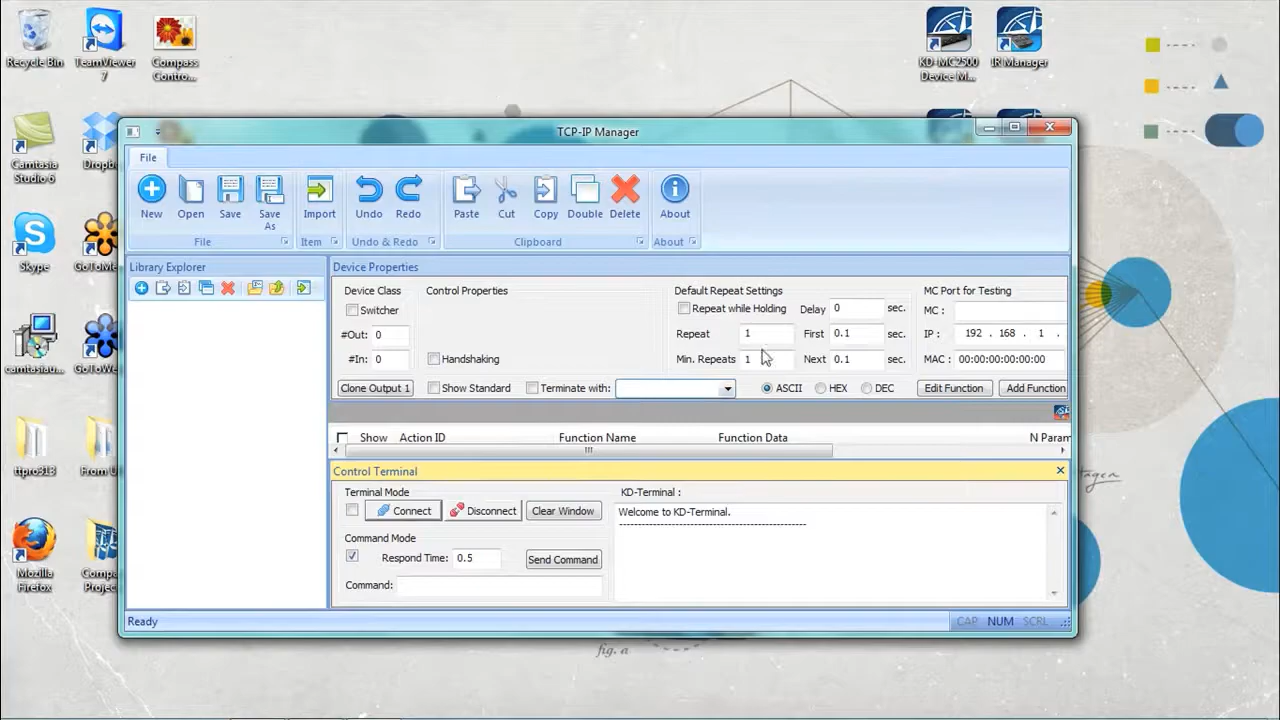 Recycle Bin
TeamViewer 7
Compass Contro...
KD-MC2500 Device M...
IR Manager
Camtasia Studio 6
Dropb
Skype
GoToMe
camtasiau...
GoToWe
ttpro313
From U
Mozilla Firefox
Compa Project
TCP-IP Manager
File
New
Open
Save
Save As
Import
Undo
Redo
Paste
Cut
Copy
Double
Delete
About
File
Item
Undo & Redo
Clipboard
About
Library Explorer
Device Properties
Device Class
Control Properties
Default Repeat Settings
MC Port for Testing
Switcher
Repeat while Holding
Delay 0 sec.
MC :
#Out: 0
Repeat 1
First 0.1 sec.
IP : 192 . 168 . 1 .
#In: 0
Handshaking
Min. Repeats 1
Next 0.1 sec.
MAC : 00:00:00:00:00:00
Clone Output 1
Show Standard
Terminate with:
ASCII
HEX
DEC
Edit Function
Add Function
Show
Action ID
Function Name
Function Data
N Param
Control Terminal
Terminal Mode
KD-Terminal :
Connect
Disconnect
Clear Window
Welcome to KD-Terminal.
--------------------------------------------------
Command Mode
Respond Time: 0.5
Send Command
Command:
Ready
CAP NUM SCRL
fig. a